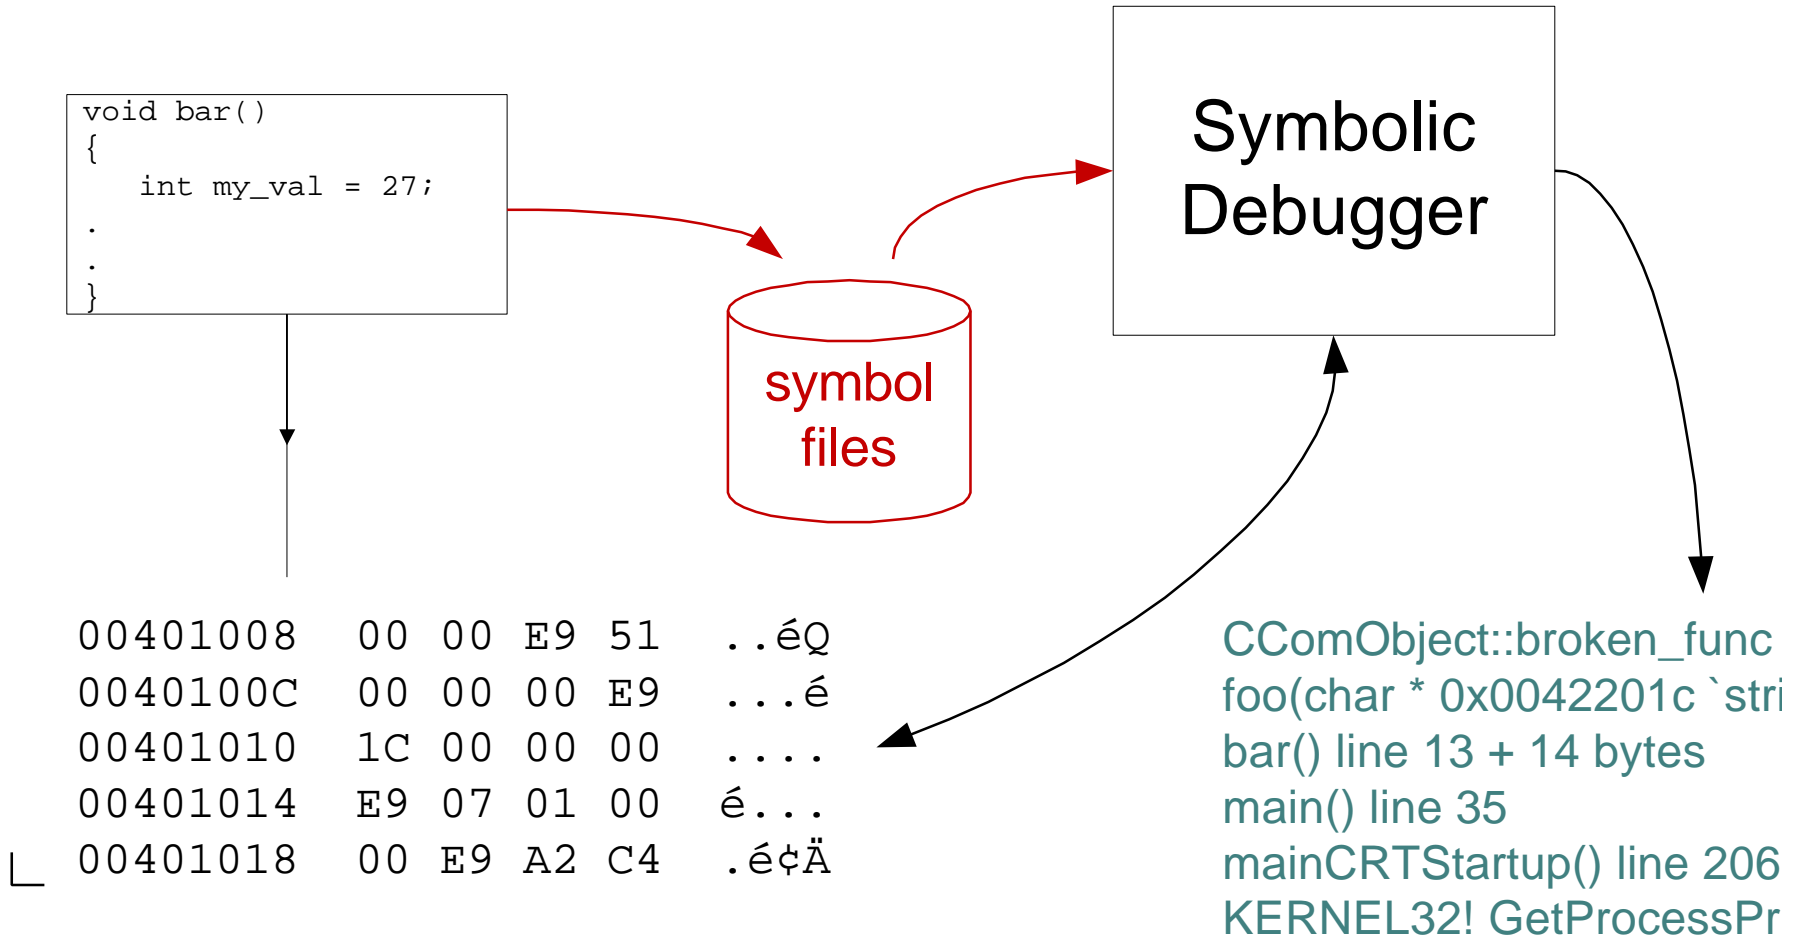 void bar()
{
int my_val = 27;
.
.
}
symbol
files
Symbolic
Debugger
00401008 00 00 E9 51 ..éQ
0040100C 00 00 00 E9 ...é
00401010 1C 00 00 00 ....
00401014 E9 07 01 00 é...
00401018 00 E9 A2 C4 .é¢Ä
CComObject::broken_func
foo(char * 0x0042201c `stri
bar() line 13 + 14 bytes
main() line 35
mainCRTStartup() line 206
KERNEL32! GetProcessPr